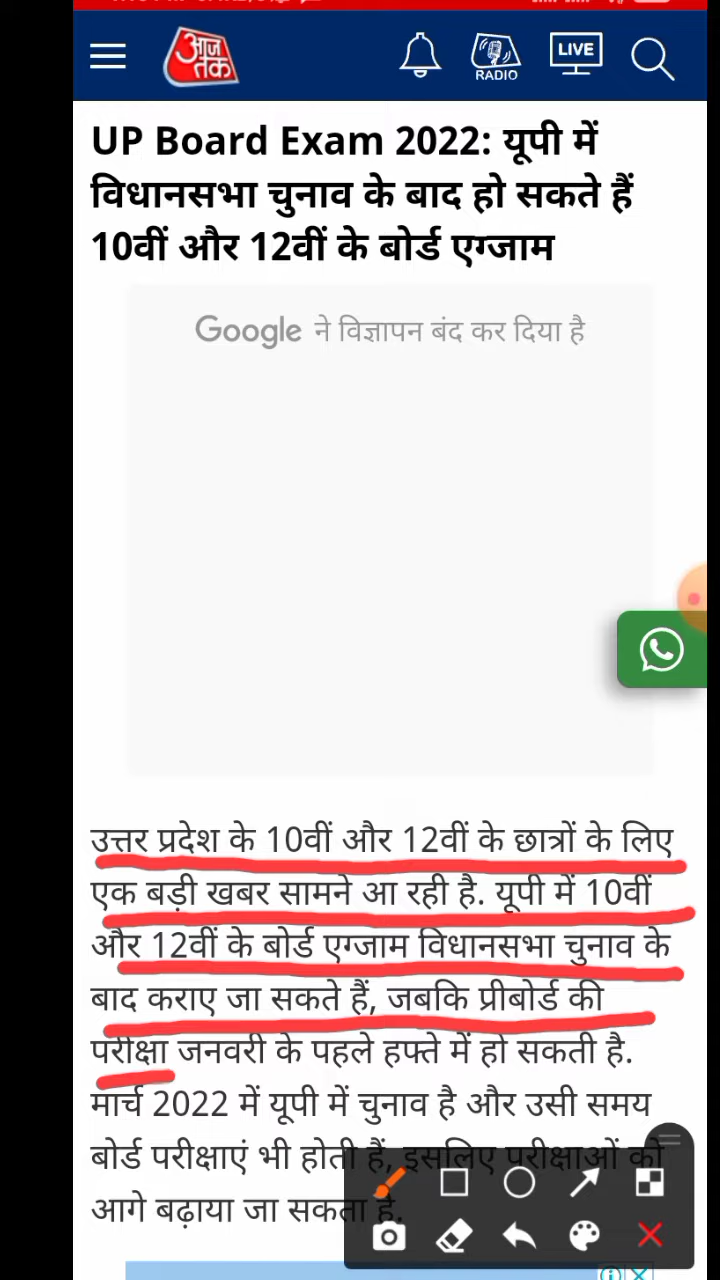 आज तक
RADIO
LIVE
UP Board Exam 2022: यूपी में
विधानसभा चुनाव के बाद हो सकते हैं
10वीं और 12वीं के बोर्ड एग्जाम
Google ने विज्ञापन बंद कर दिया है
उत्तर प्रदेश के 10वीं और 12वीं के छात्रों के लिए
एक बड़ी खबर सामने आ रही है. यूपी में 10वीं
और 12वीं के बोर्ड एग्जाम विधानसभा चुनाव के
बाद कराए जा सकते हैं, जबकि प्रीबोर्ड की
परीक्षा जनवरी के पहले हफ्ते में हो सकती है.
मार्च 2022 में यूपी में चुनाव है और उसी समय
बोर्ड परीक्षाएं भी होती हैं, इसलिए परीक्षाओं को
आगे बढ़ाया जा सकता है.